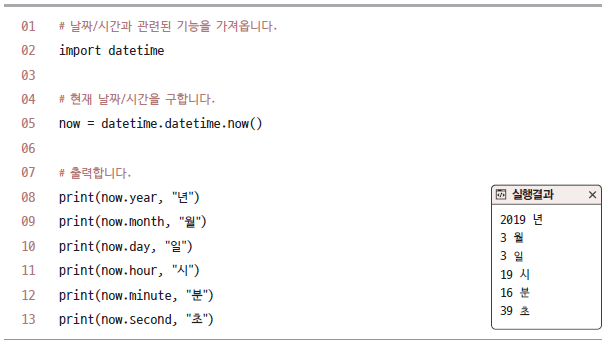 01 # 날짜/시간과 관련된 기능을 가져옵니다.
02 import datetime
03
04 # 현재 날짜/시간을 구합니다.
05 now = datetime.datetime.now()
06
07 # 출력합니다.
08 print(now.year, "년")
09 print(now.month, "월")
10 print(now.day, "일")
11 print(now.hour, "시")
12 print(now.minute, "분")
13 print(now.second, "초")
실행결과
2019 년
3 월
3 일
19 시
16 분
39 초